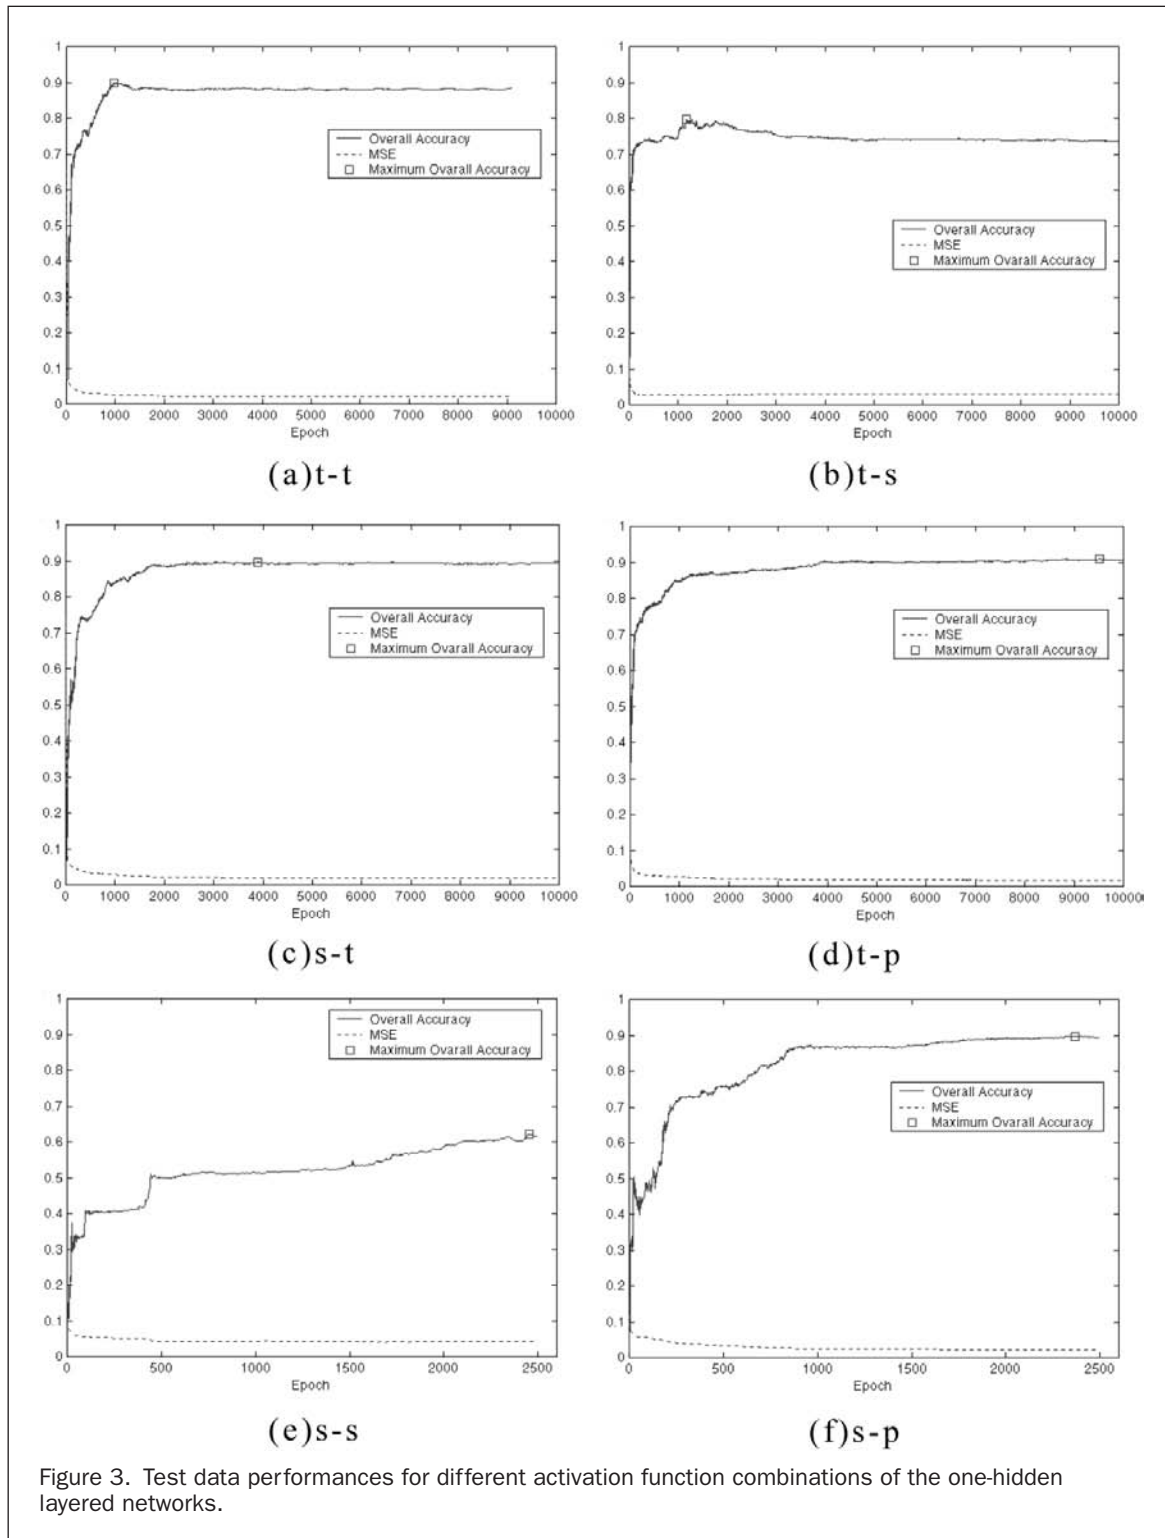 1
0.9
0.8
0.7
0.6
0.5
0.4
0.3
0.2
0.1
0
Overall Accuracy
MSE
Maximum Ovarall Accuracy
0 1000 2000 3000 4000 5000 6000 7000 8000 9000 10000
Epoch
(a)t-t
1
0.9
0.8
0.7
0.6
0.5
0.4
0.3
0.2
0.1
0
Overall Accuracy
MSE
Maximum Ovarall Accuracy
0 1000 2000 3000 4000 5000 6000 7000 8000 9000 10000
Epoch
(b)t-s
1
0.9
0.8
0.7
0.6
0.5
0.4
0.3
0.2
0.1
0
Overall Accuracy
MSE
Maximum Ovarall Accuracy
0 1000 2000 3000 4000 5000 6000 7000 8000 9000 10000
Epoch
(c)s-t
1
0.9
0.8
0.7
0.6
0.5
0.4
0.3
0.2
0.1
0
Overall Accuracy
MSE
Maximum Ovarall Accuracy
0 1000 2000 3000 4000 5000 6000 7000 8000 9000 10000
Epoch
(d)t-p
1
0.9
0.8
0.7
0.6
0.5
0.4
0.3
0.2
0.1
0
Overall Accuracy
MSE
Maximum Ovarall Accuracy
0 500 1000 1500 2000 2500
Epoch
(e)s-s
1
0.9
0.8
0.7
0.6
0.5
0.4
0.3
0.2
0.1
0
Overall Accuracy
MSE
Maximum Ovarall Accuracy
0 500 1000 1500 2000 2500
Epoch
(f)s-p
Figure 3. Test data performances for different activation function combinations of the one-hidden
layered networks.